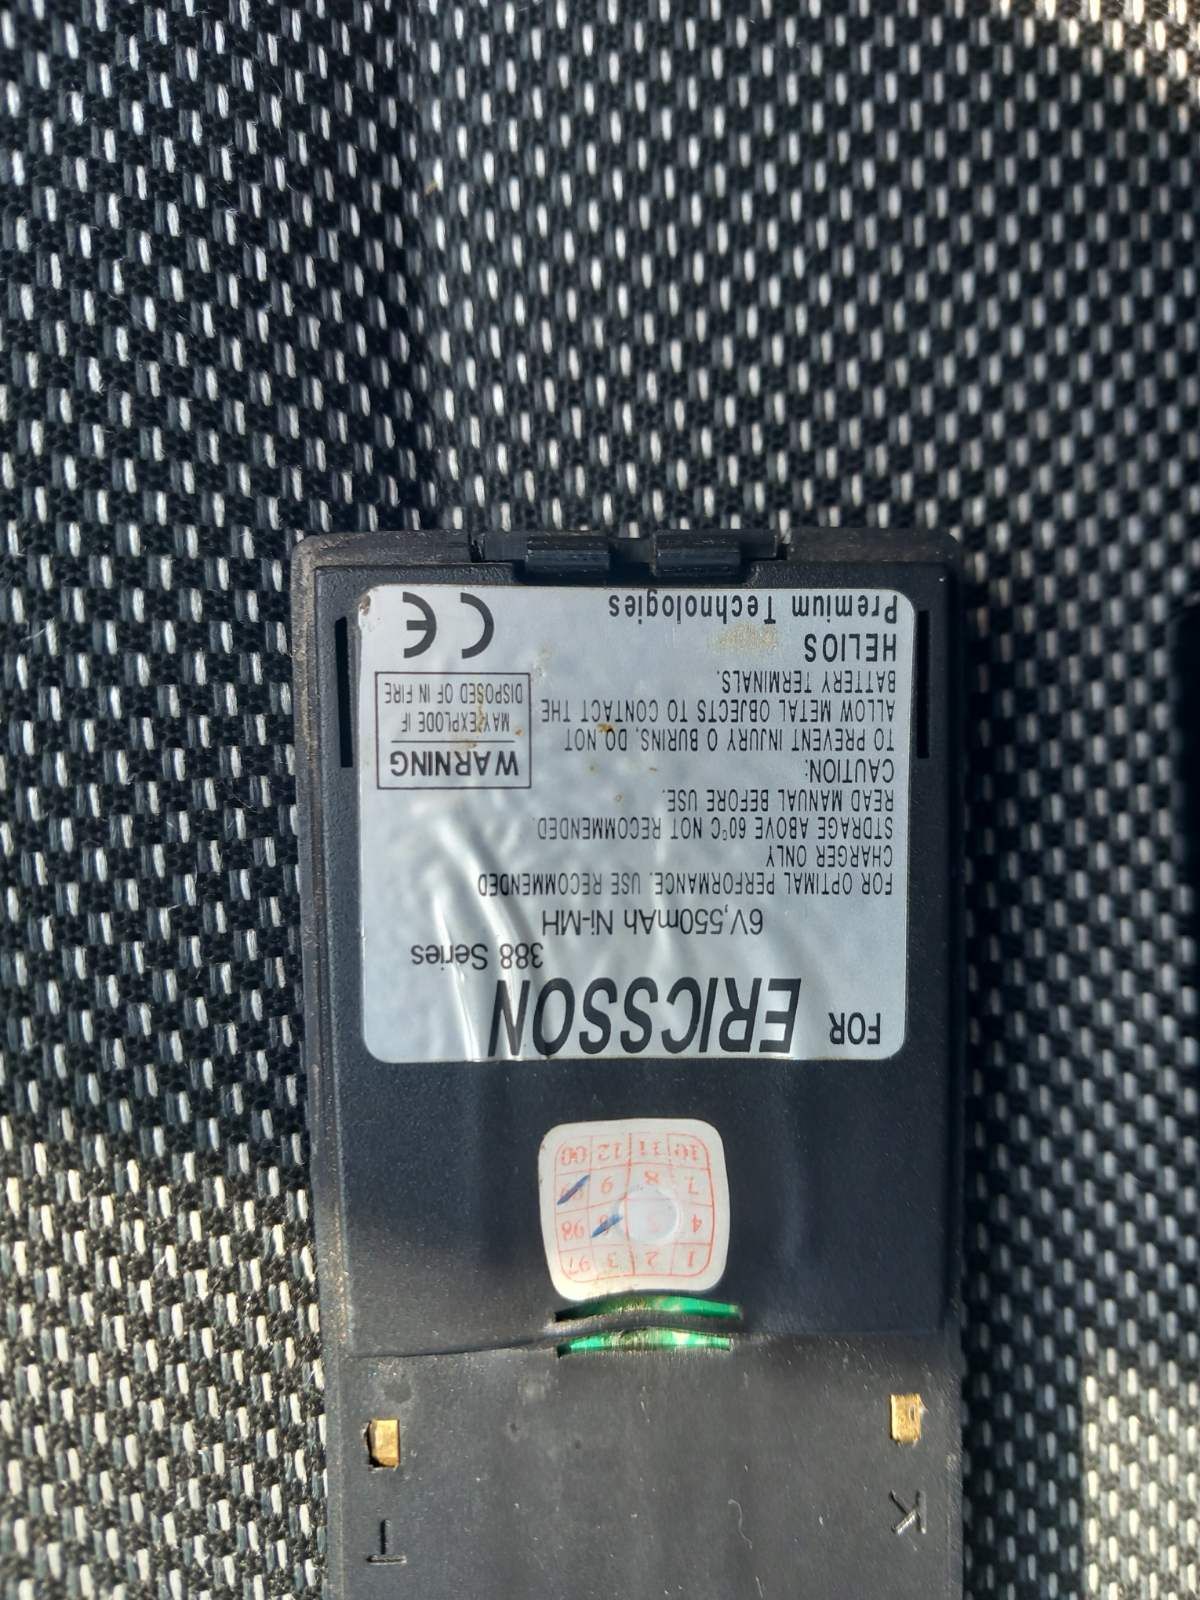 FOR ERICSSON
388 Series
6V,550mAh Ni-MH
FOR OPTIMAL PERFORMANCE. USE RECOMMENDED
CHARGER ONLY
STDRAGE ABOVE 60°C NOT RECOMMENDED.
READ MANUAL BEFORE USE.
CAUTION:
TO PREVENT INJURY O BURINS, DO NOT
ALLOW METAL OBJECTS TO CONTACT THE
BATTERY TERMINALS.
HELIOS
Premium Technologies
WARNING
MAY EXPLODE IF
DISPOSED OF IN FIRE
CE
1 2 3 97
4 98
7 8 9
10 11 12 00
K
T